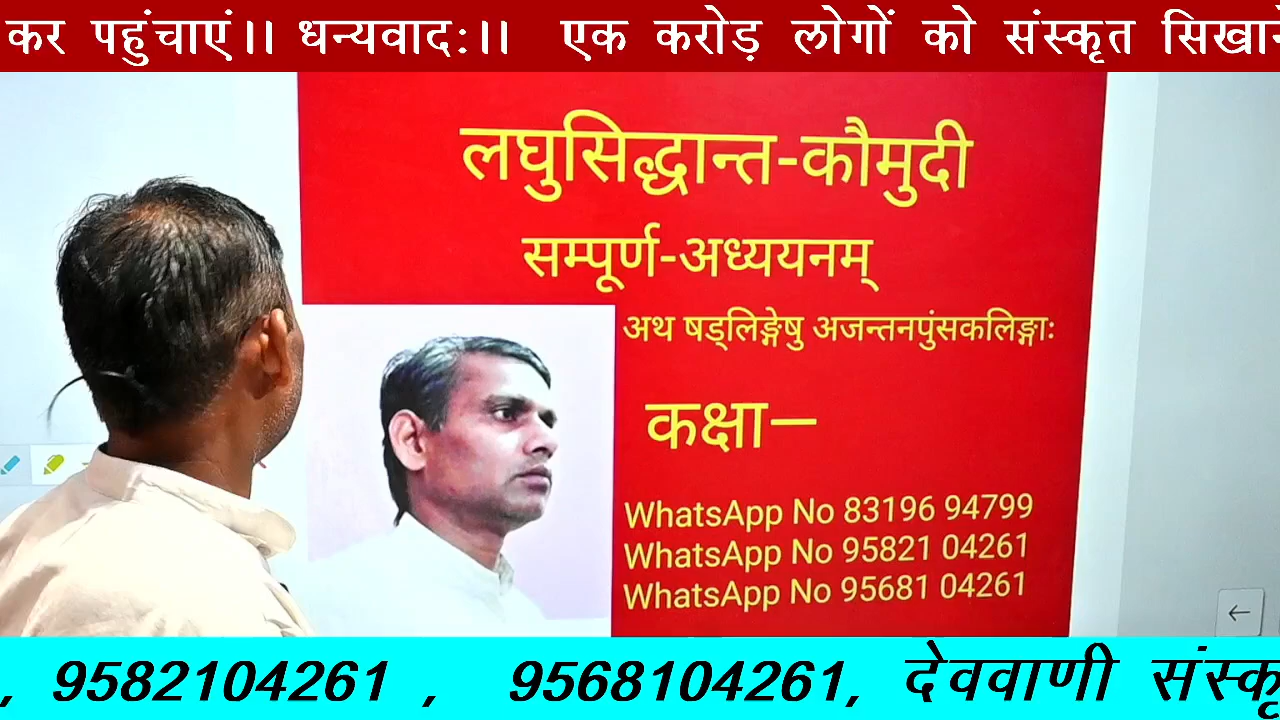 कर पहुंचाएं।। धन्यवादः।। एक करोड़ लोगों को संस्कृत
लघुसिद्धान्त-कौमुदी
सम्पूर्ण-अध्ययनम्
अथ षड्लिङ्गेषु अजन्तनपुंसकलिङ्गाः
कक्षा–
WhatsApp No 83196 94799
WhatsApp No 95821 04261
WhatsApp No 95681 04261
, 9582104261 , 9568104261, देववाणी